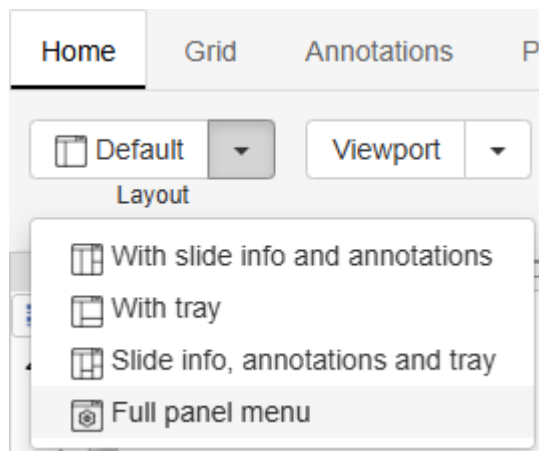 Home Grid Annotations P
Default Viewport
Layout
With slide info and annotations
With tray
Slide info, annotations and tray
Full panel menu